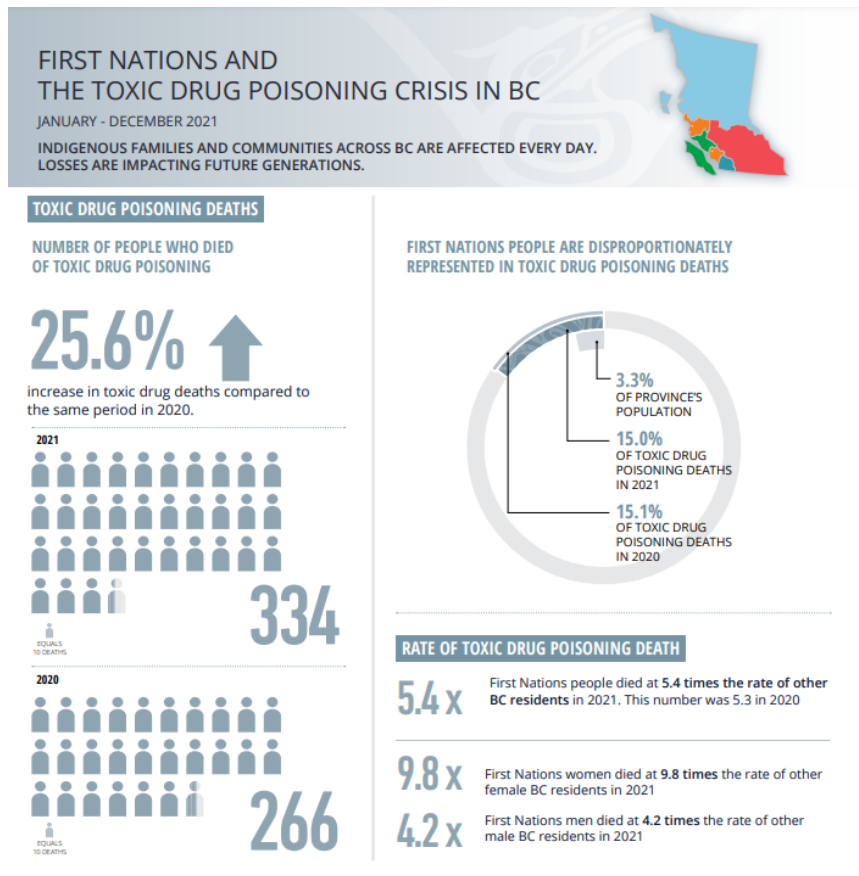 FIRST NATIONS AND
THE TOXIC DRUG POISONING CRISIS IN BC
JANUARY - DECEMBER 2021
INDIGENOUS FAMILIES AND COMMUNITIES ACROSS BC ARE AFFECTED EVERY DAY.
LOSSES ARE IMPACTING FUTURE GENERATIONS.
TOXIC DRUG POISONING DEATHS
NUMBER OF PEOPLE WHO DIED
OF TOXIC DRUG POISONING
25.6%
increase in toxic drug deaths compared to
the same period in 2020.
2021
334
EQUALS
10 DEATHS
2020
266
EQUALS
10 DEATHS
FIRST NATIONS PEOPLE ARE DISPROPORTIONATELY
REPRESENTED IN TOXIC DRUG POISONING DEATHS
3.3%
OF PROVINCE'S
POPULATION
15.0%
OF TOXIC DRUG
POISONING DEATHS
IN 2021
15.1%
OF TOXIC DRUG
POISONING DEATHS
IN 2020
RATE OF TOXIC DRUG POISONING DEATH
5.4 x
First Nations people died at 5.4 times the rate of other
BC residents in 2021. This number was 5.3 in 2020
9.8 x
First Nations women died at 9.8 times the rate of other
female BC residents in 2021
4.2 x
First Nations men died at 4.2 times the rate of other
male BC residents in 2021